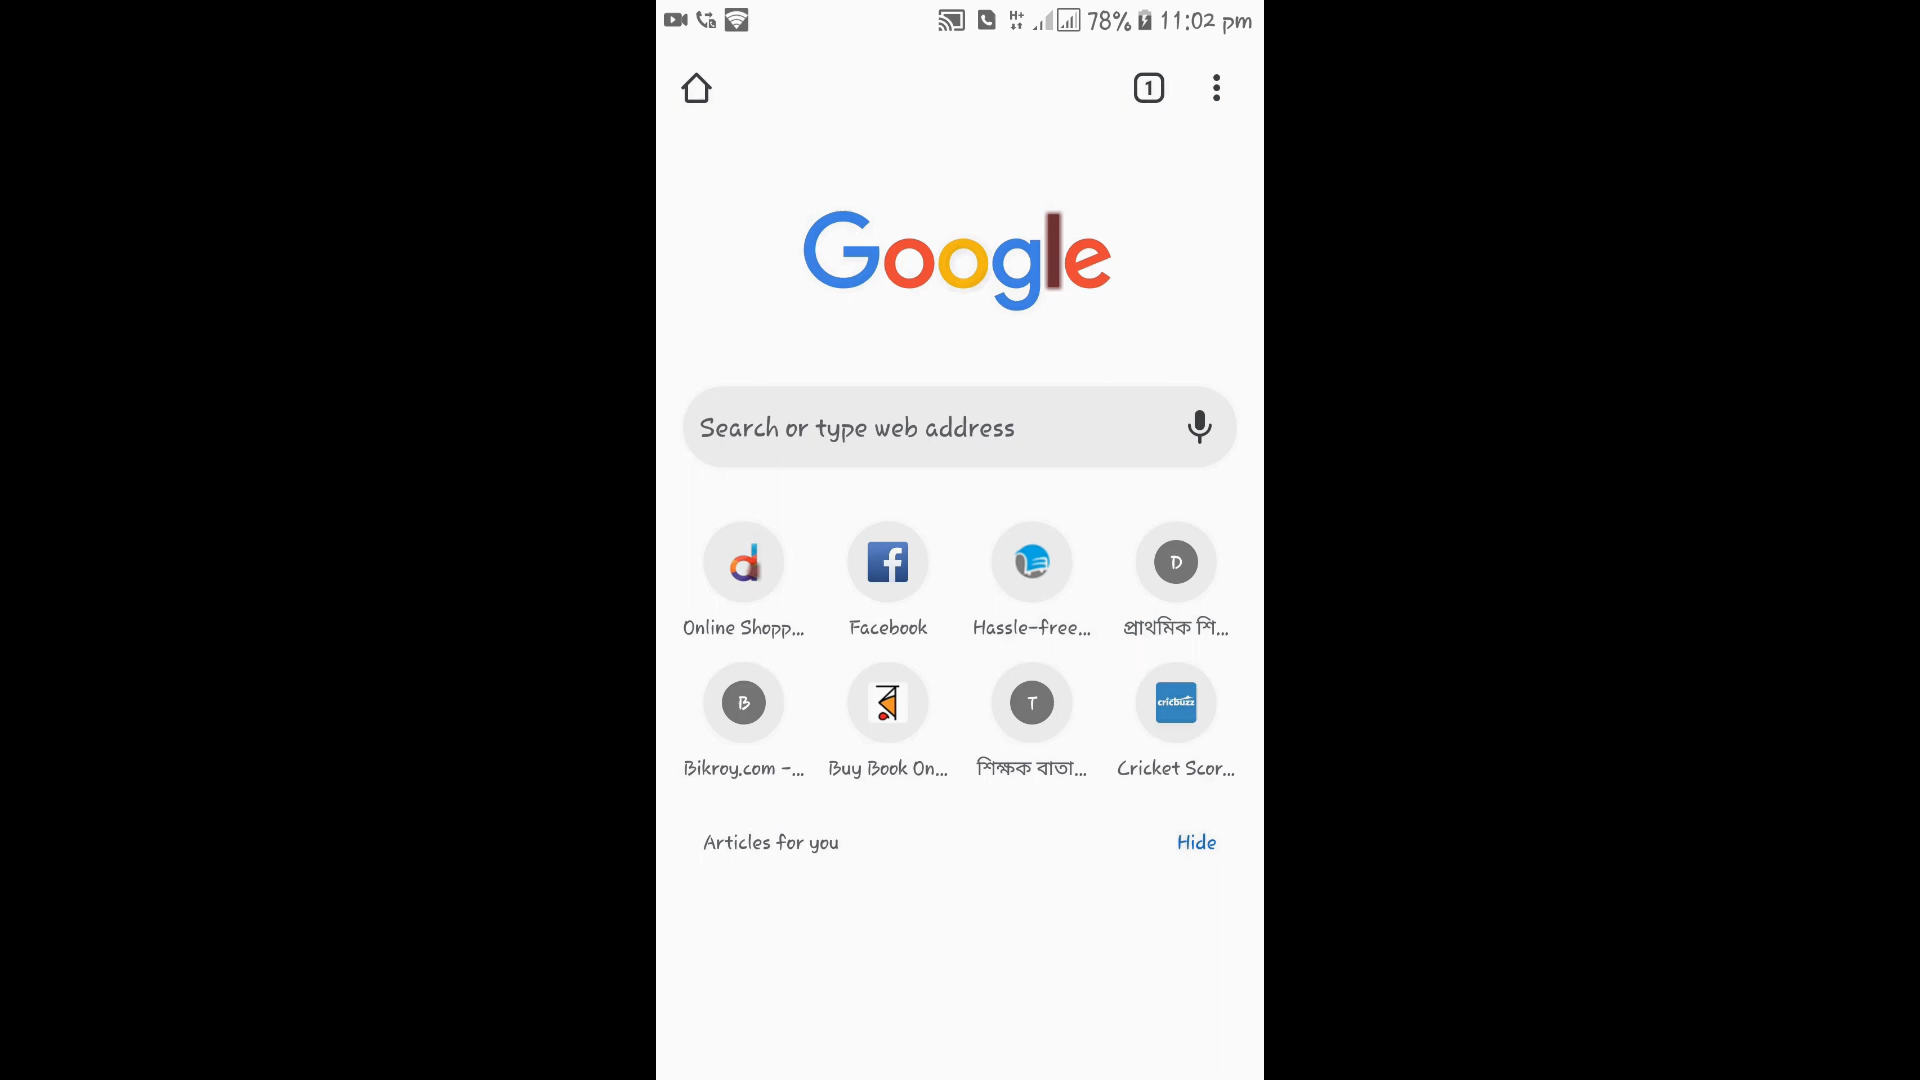 H+ 78% 11:02 pm
1
Google
Search or type web address
D
Online Shopp... Facebook Hassle-free... প্রাথমিক শি...
B র T cricbuzz
Bikroy.com -... Buy Book On... শিক্ষক বাতা... Cricket Scor...
Articles for you Hide